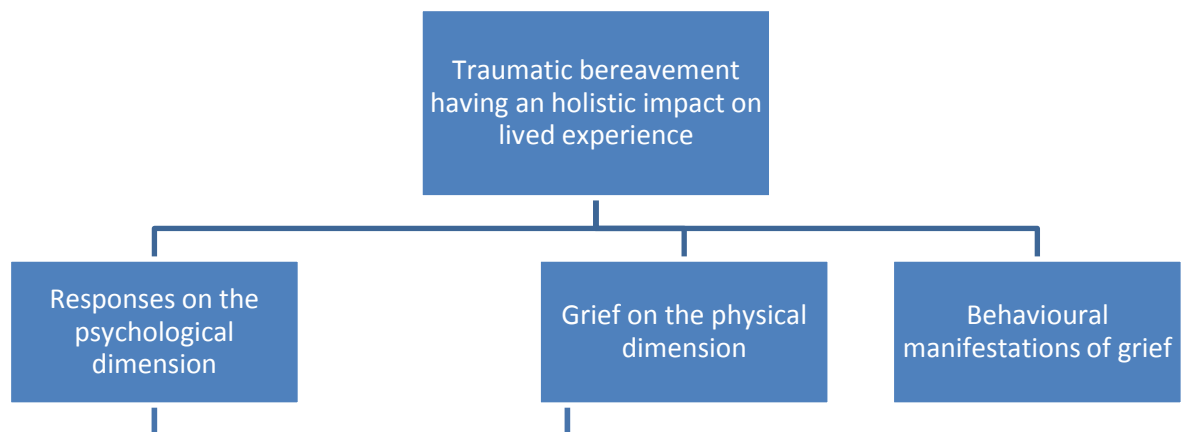 Traumatic bereavement
having an holistic impact on
lived experience
Responses on the
psychological
dimension
Grief on the physical
dimension
Behavioural
manifestations of grief